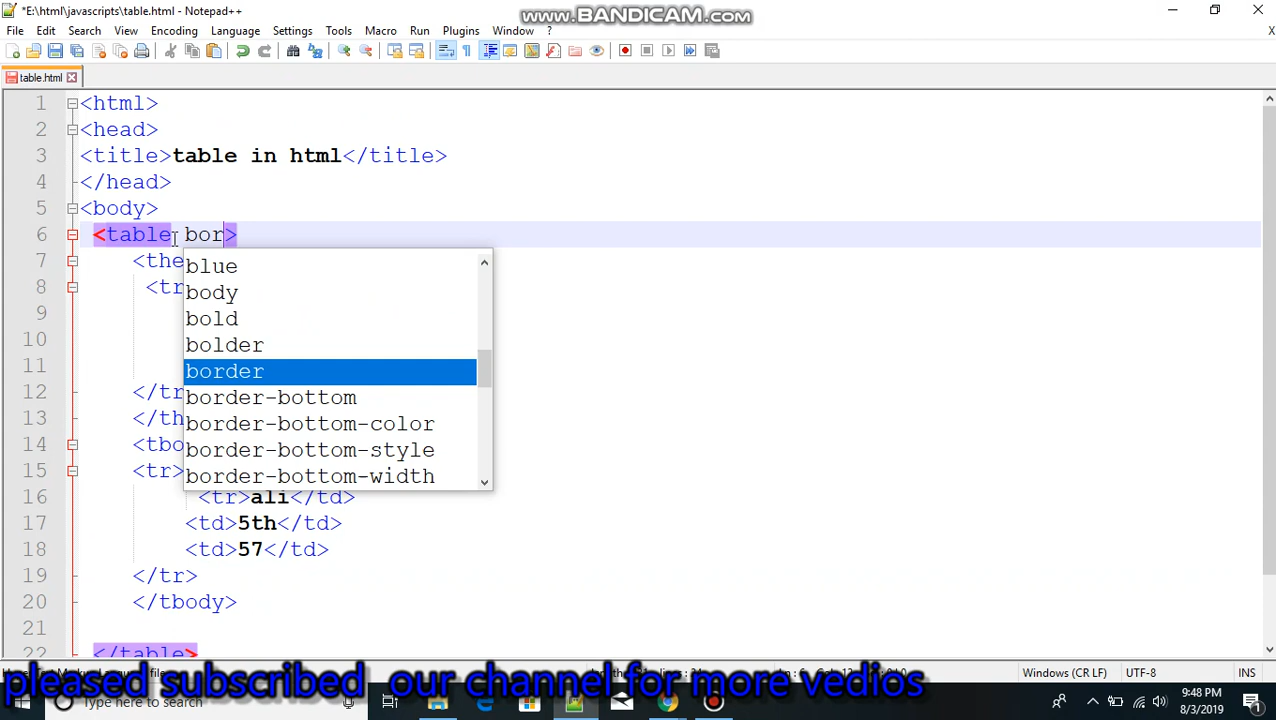 *E:\html\javascripts\table.html - Notepad++
www.BANDICAM.com
File Edit Search View Encoding Language Settings Tools Macro Run Plugins Window ? X
table.html
1 <html>
2 <head>
3 <title>table in html</title>
4 </head>
5 <body>
6 <table bor>
7 <the
8 <tr
9
10
11
12 </tr
13 </th
14 <tbo
15 <tr>
16 <tr>ali</td>
17 <td>5th</td>
18 <td>57</td>
19 </tr>
20 </tbody>
21
22 </table>
blue
body
bold
bolder
border
border-bottom
border-bottom-color
border-bottom-style
border-bottom-width
Windows (CR LF) UTF-8 INS
pleased subscribed our channel for more vedios
Type here to search
9:48 PM
8/3/2019
1